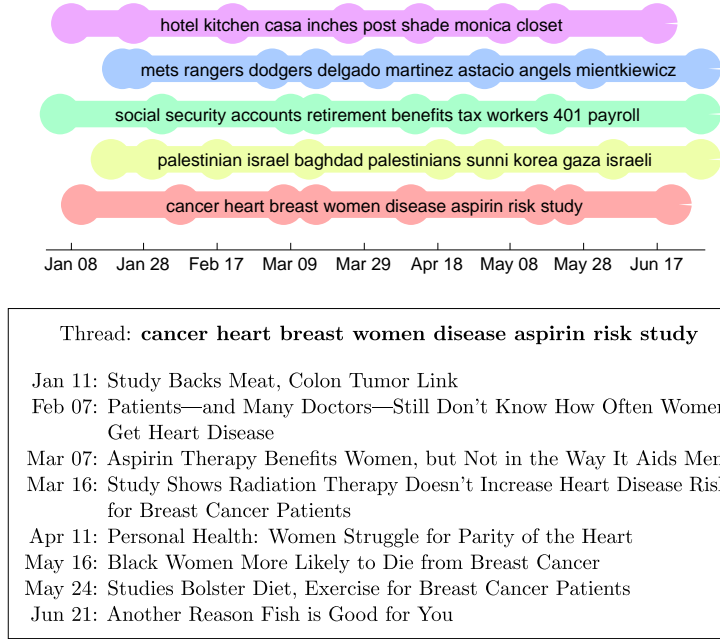 hotel kitchen casa inches post shade monica closet
mets rangers dodgers delgado martinez astacio angels mientkiewicz
social security accounts retirement benefits tax workers 401 payroll
palestinian israel baghdad palestinians sunni korea gaza israeli
cancer heart breast women disease aspirin risk study
Jan 08 Jan 28 Feb 17 Mar 09 Mar 29 Apr 18 May 08 May 28 Jun 17
Thread: cancer heart breast women disease aspirin risk study
Jan 11: Study Backs Meat, Colon Tumor Link
Feb 07: Patients—and Many Doctors—Still Don't Know How Often Women
Get Heart Disease
Mar 07: Aspirin Therapy Benefits Women, but Not in the Way It Aids Men
Mar 16: Study Shows Radiation Therapy Doesn't Increase Heart Disease Risk
for Breast Cancer Patients
Apr 11: Personal Health: Women Struggle for Parity of the Heart
May 16: Black Women More Likely to Die from Breast Cancer
May 24: Studies Bolster Diet, Exercise for Breast Cancer Patients
Jun 21: Another Reason Fish is Good for You